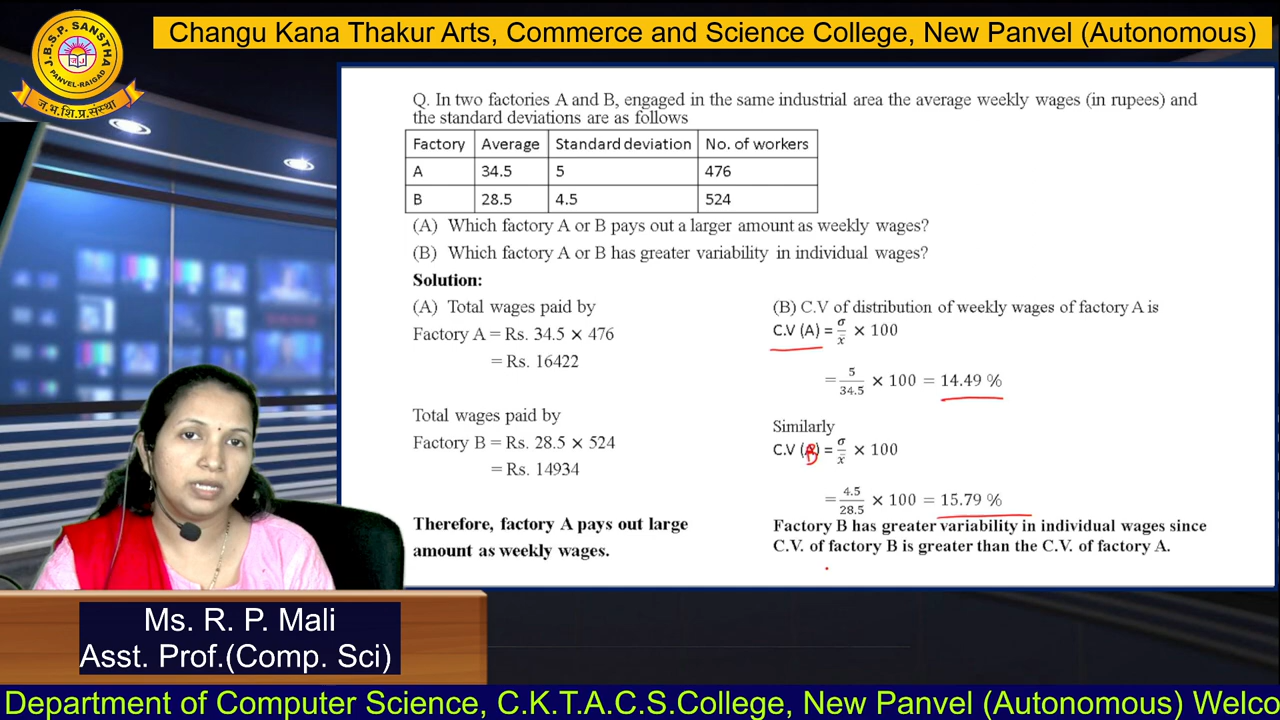 Changu Kana Thakur Arts, Commerce and Science College, New Panvel (Autonomous)
J.B.S.P. SANSTHA
PANVEL-RAIGAD
ज.भ.शि.प्र.संस्था
Q. In two factories A and B, engaged in the same industrial area the average weekly wages (in rupees) and
the standard deviations are as follows
Factory Average Standard deviation No. of workers
A 34.5 5 476
B 28.5 4.5 524
(A) Which factory A or B pays out a larger amount as weekly wages?
(B) Which factory A or B has greater variability in individual wages?
Solution:
(A) Total wages paid by
Factory A = Rs. 34.5 × 476
= Rs. 16422
Total wages paid by
Factory B = Rs. 28.5 × 524
= Rs. 14934
Therefore, factory A pays out large
amount as weekly wages.
(B) C.V of distribution of weekly wages of factory A is
C.V (A) = σ/x̄ × 100
= 5/34.5 × 100 = 14.49 %
Similarly
C.V (B) = σ/x̄ × 100
= 4.5/28.5 × 100 = 15.79 %
Factory B has greater variability in individual wages since
C.V. of factory B is greater than the C.V. of factory A.
Ms. R. P. Mali
Asst. Prof.(Comp. Sci)
Department of Computer Science, C.K.T.A.C.S.College, New Panvel (Autonomous) Welco